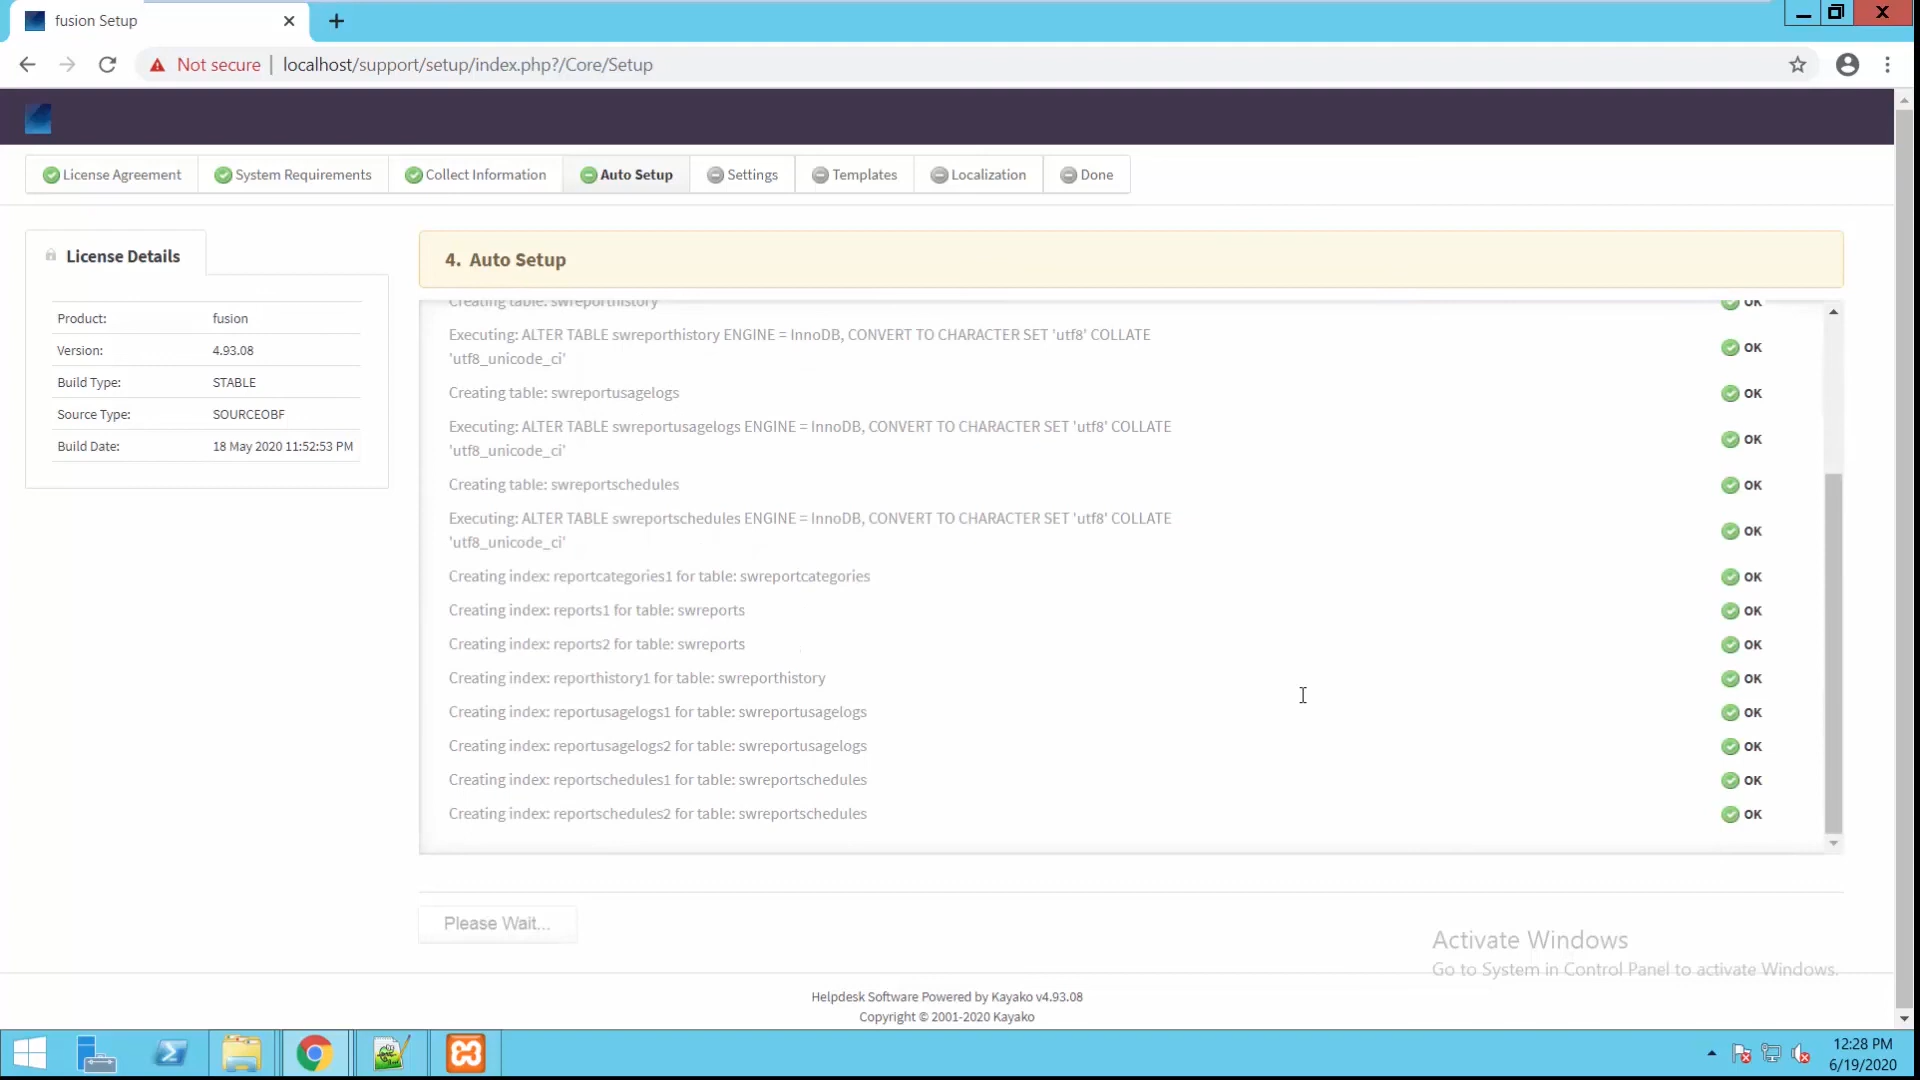 fusion Setup
Not secure
localhost/support/setup/index.php?/Core/Setup
License Agreement
System Requirements
Collect Information
Auto Setup
Settings
Templates
Localization
Done
License Details
Product: fusion
Version: 4.93.08
Build Type: STABLE
Source Type: SOURCEOBF
Build Date: 18 May 2020 11:52:53 PM
4. Auto Setup
Creating table: swreporthistory OK
Executing: ALTER TABLE swreporthistory ENGINE = InnoDB, CONVERT TO CHARACTER SET 'utf8' COLLATE
'utf8_unicode_ci' OK
Creating table: swreportusagelogs OK
Executing: ALTER TABLE swreportusagelogs ENGINE = InnoDB, CONVERT TO CHARACTER SET 'utf8' COLLATE
'utf8_unicode_ci' OK
Creating table: swreportschedules OK
Executing: ALTER TABLE swreportschedules ENGINE = InnoDB, CONVERT TO CHARACTER SET 'utf8' COLLATE
'utf8_unicode_ci' OK
Creating index: reportcategories1 for table: swreportcategories OK
Creating index: reports1 for table: swreports OK
Creating index: reports2 for table: swreports OK
Creating index: reporthistory1 for table: swreporthistory OK
Creating index: reportusagelogs1 for table: swreportusagelogs OK
Creating index: reportusagelogs2 for table: swreportusagelogs OK
Creating index: reportschedules1 for table: swreportschedules OK
Creating index: reportschedules2 for table: swreportschedules OK
Please Wait...
Activate Windows
Go to System in Control Panel to activate Windows.
Helpdesk Software Powered by Kayako v4.93.08
Copyright © 2001-2020 Kayako
12:28 PM
6/19/2020